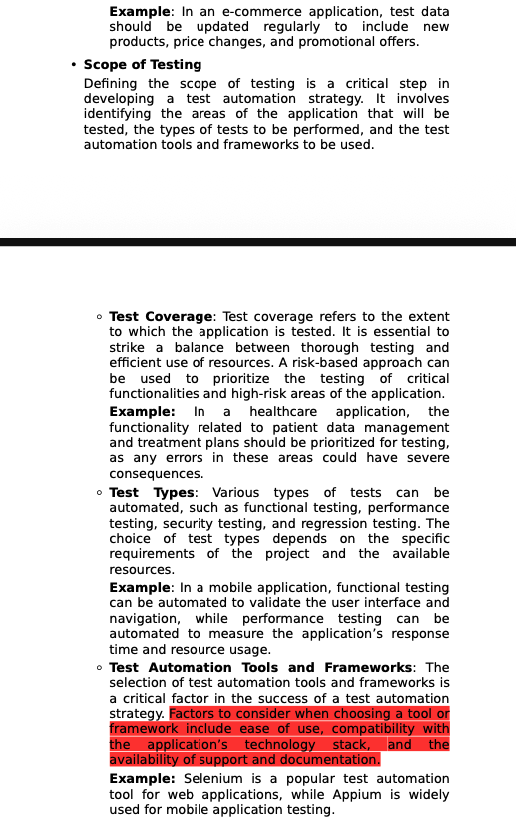 Example: In an e-commerce application, test data
should be updated regularly to include new
products, price changes, and promotional offers.
• Scope of Testing
Defining the scope of testing is a critical step in
developing a test automation strategy. It involves
identifying the areas of the application that will be
tested, the types of tests to be performed, and the test
automation tools and frameworks to be used.
◦ Test Coverage: Test coverage refers to the extent
to which the application is tested. It is essential to
strike a balance between thorough testing and
efficient use of resources. A risk-based approach can
be used to prioritize the testing of critical
functionalities and high-risk areas of the application.
Example: In a healthcare application, the
functionality related to patient data management
and treatment plans should be prioritized for testing,
as any errors in these areas could have severe
consequences.
◦ Test Types: Various types of tests can be
automated, such as functional testing, performance
testing, security testing, and regression testing. The
choice of test types depends on the specific
requirements of the project and the available
resources.
Example: In a mobile application, functional testing
can be automated to validate the user interface and
navigation, while performance testing can be
automated to measure the application’s response
time and resource usage.
◦ Test Automation Tools and Frameworks: The
selection of test automation tools and frameworks is
a critical factor in the success of a test automation
strategy. Factors to consider when choosing a tool or
framework include ease of use, compatibility with
the application’s technology stack, and the
availability of support and documentation.
Example: Selenium is a popular test automation
tool for web applications, while Appium is widely
used for mobile application testing.